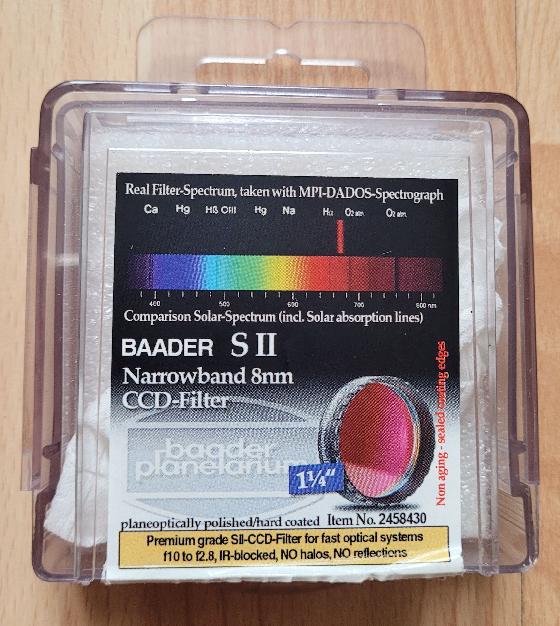 Real Filter-Spectrum, taken with MPI-DADOS-Spectrograph
Ca Hg Hß OIII Hg Na Hα O₂ atm. O₂ atm.
400 500 600 700 800 nm
Comparison Solar-Spectrum (incl. Solar absorption lines)
BAADER S II
Narrowband 8nm
CCD-Filter
baader
planetarium
1¼"
Non aging - sealed coating edges
planeoptically polished/hard coated Item No. 2458430
Premium grade SII-CCD-Filter for fast optical systems
f10 to f2.8, IR-blocked, NO halos, NO reflections